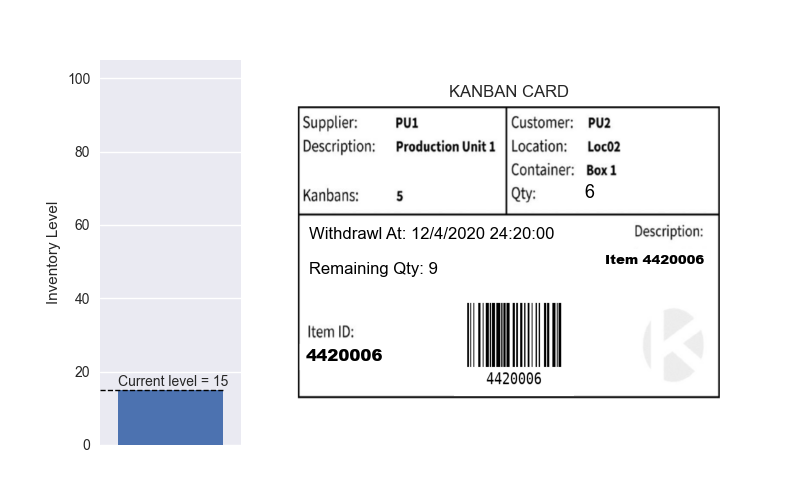 100
80
60
40
20
0
Inventory Level
Current level = 15
KANBAN CARD
Supplier: PU1
Description: Production Unit 1
Kanbans: 5
Customer: PU2
Location: Loc02
Container: Box 1
Qty: 6
Withdrawl At: 12/4/2020 24:20:00
Remaining Qty: 9
Description:
Item 4420006
Item ID:
4420006
4420006
K